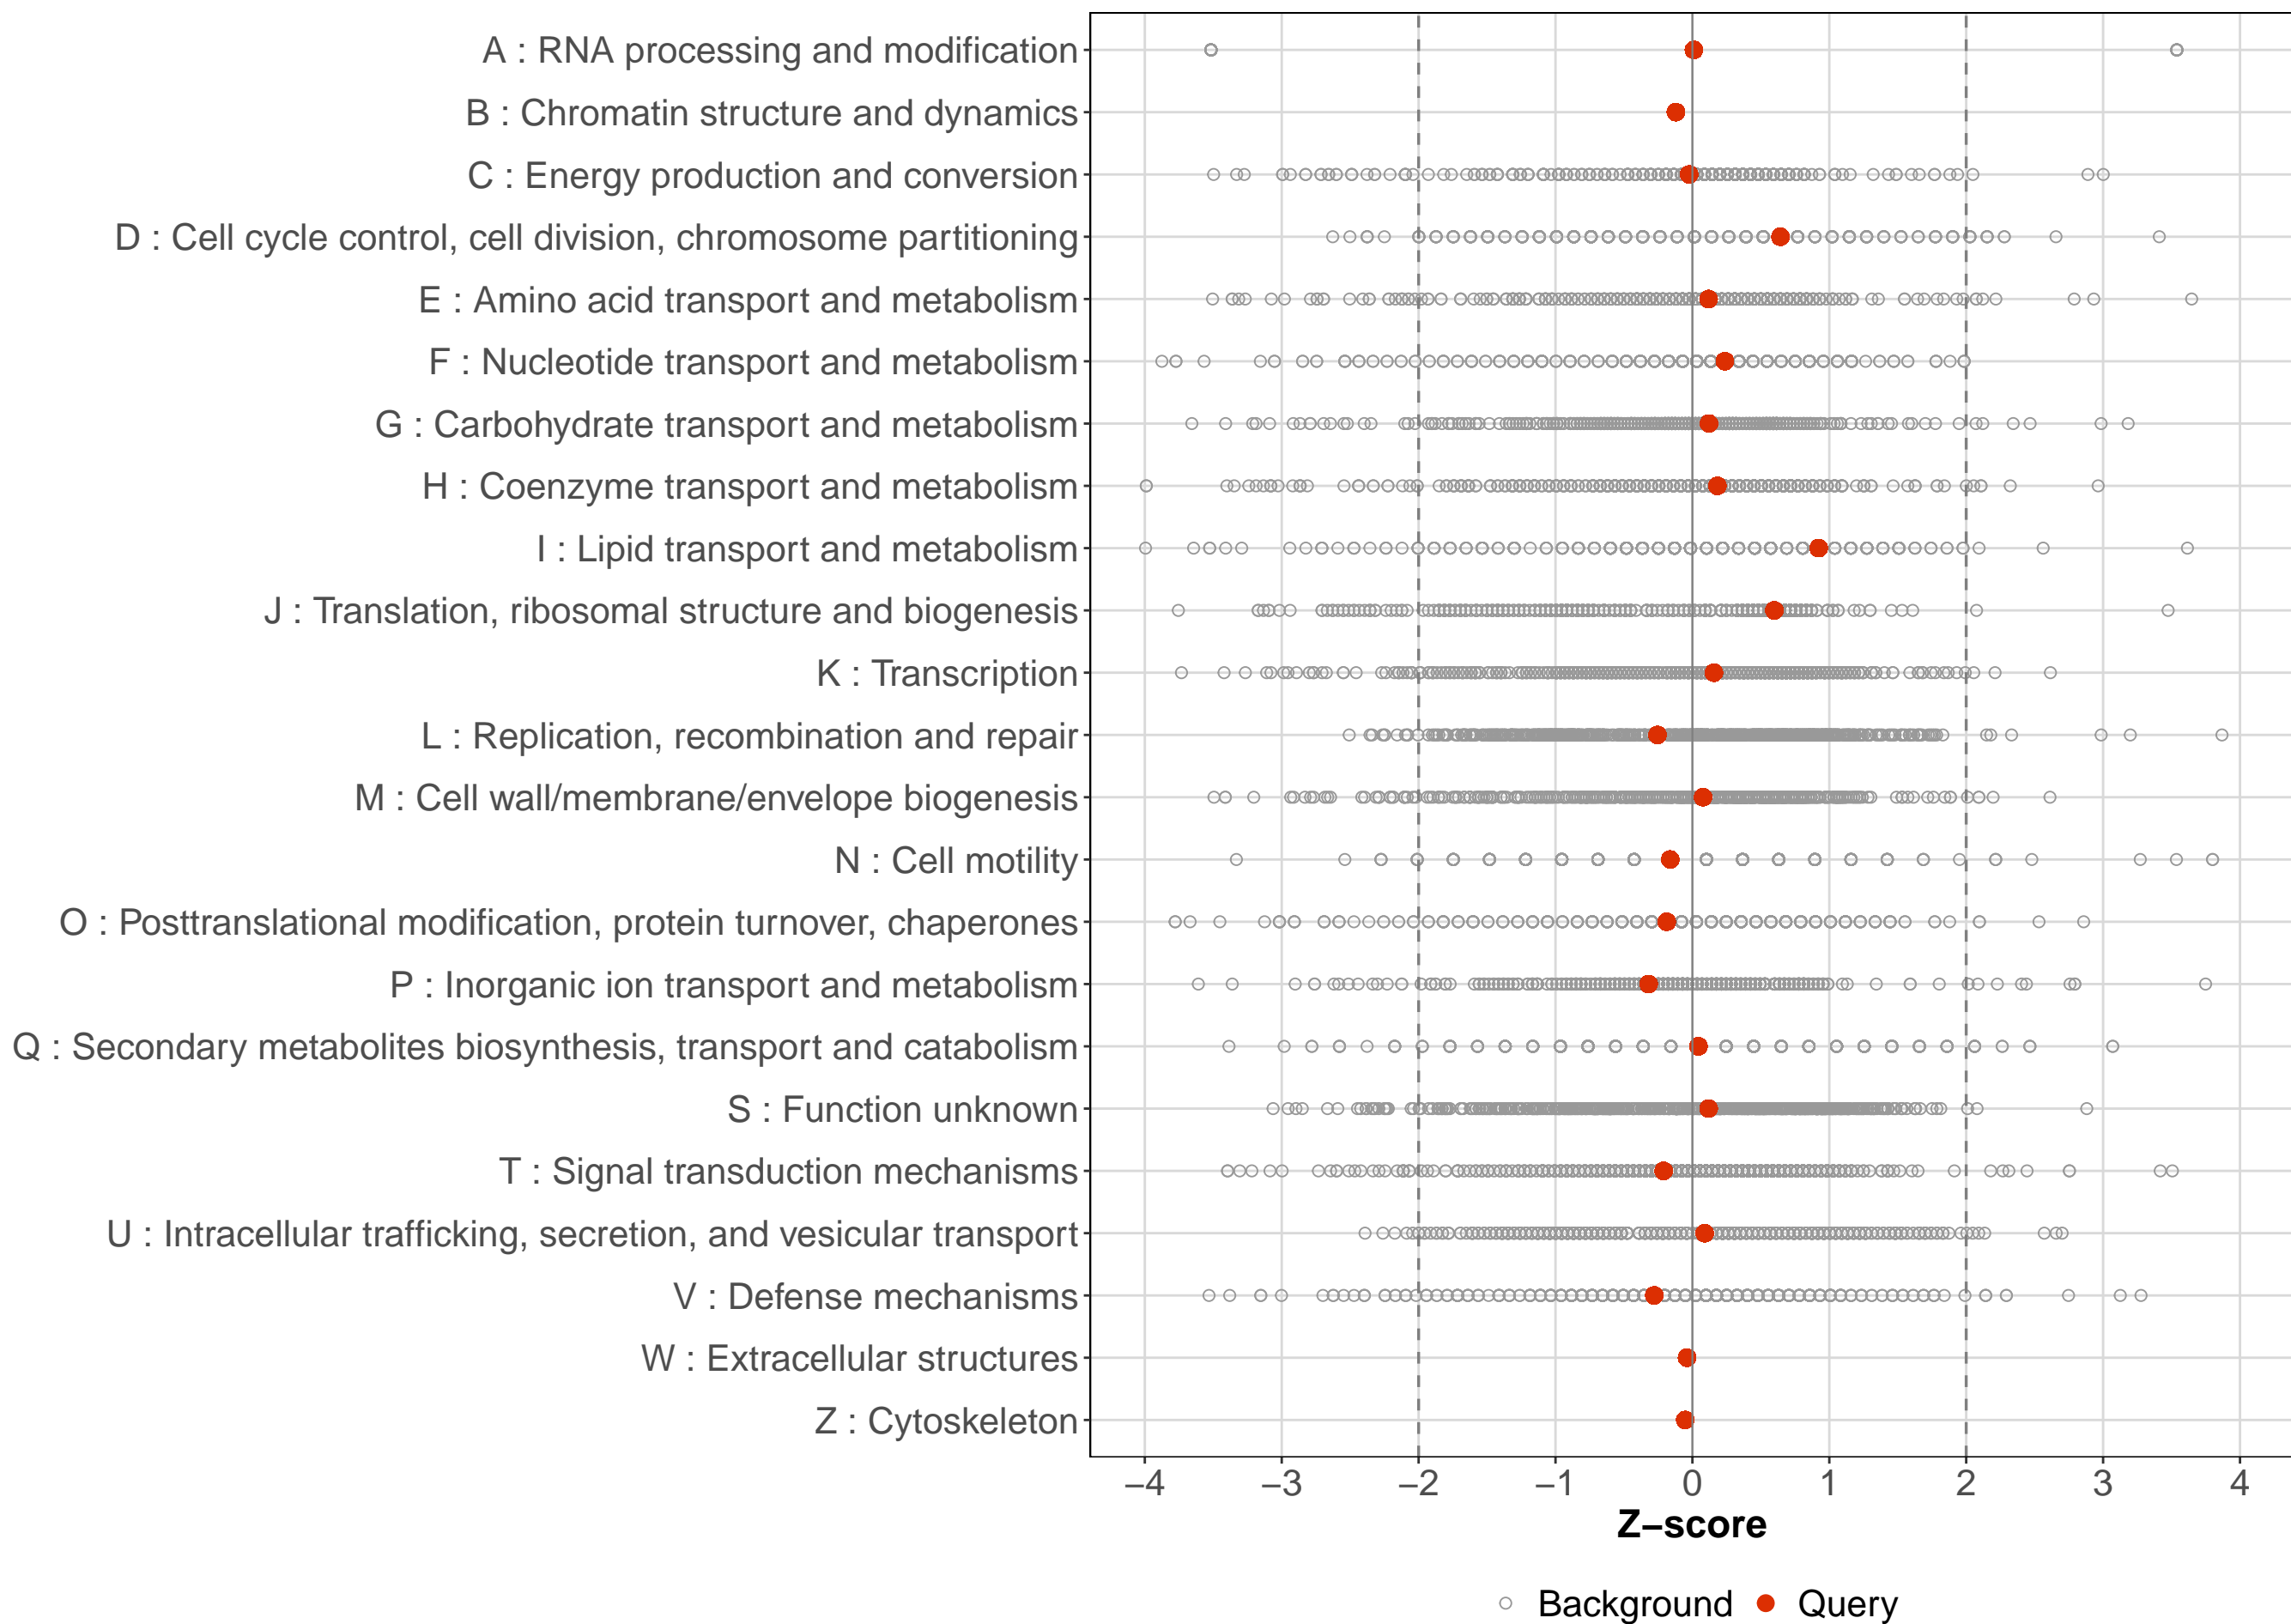 A : RNA processing and modification
B : Chromatin structure and dynamics
C : Energy production and conversion
D : Cell cycle control, cell division, chromosome partitioning
E : Amino acid transport and metabolism
F : Nucleotide transport and metabolism
G : Carbohydrate transport and metabolism
H : Coenzyme transport and metabolism
I : Lipid transport and metabolism
J : Translation, ribosomal structure and biogenesis
K : Transcription
L : Replication, recombination and repair
M : Cell wall/membrane/envelope biogenesis
N : Cell motility
O : Posttranslational modification, protein turnover, chaperones
P : Inorganic ion transport and metabolism
Q : Secondary metabolites biosynthesis, transport and catabolism
S : Function unknown
T : Signal transduction mechanisms
U : Intracellular trafficking, secretion, and vesicular transport
V : Defense mechanisms
W : Extracellular structures
Z : Cytoskeleton
−4 −3 −2 −1 0 1 2 3 4
Z−score
Background Query